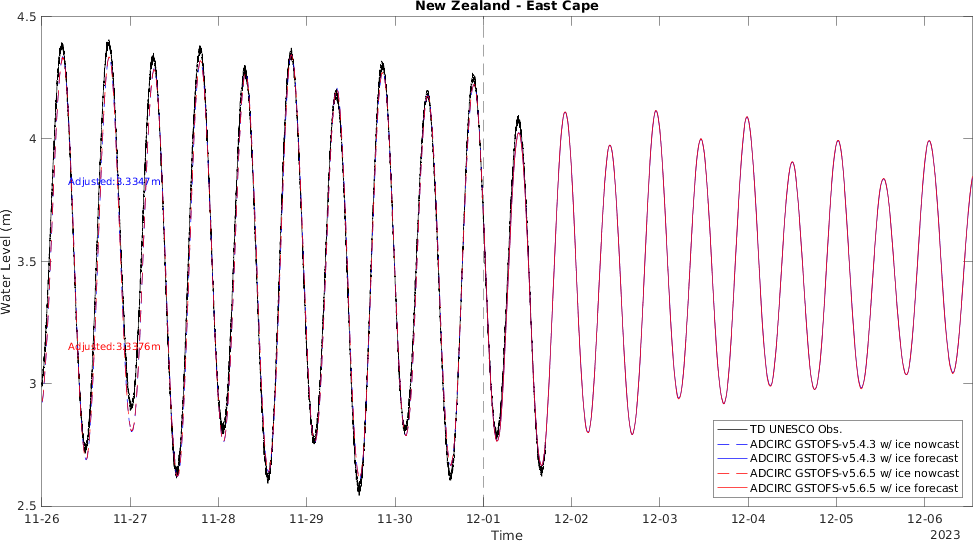 New Zealand - East Cape
4.5
4
3.5
3
2.5
Water Level (m)
Adjusted:3.3347m
Adjusted:3.3376m
TD UNESCO Obs.
ADCIRC GSTOFS-v5.4.3 w/ ice nowcast
ADCIRC GSTOFS-v5.4.3 w/ ice forecast
ADCIRC GSTOFS-v5.6.5 w/ ice nowcast
ADCIRC GSTOFS-v5.6.5 w/ ice forecast
11-26 11-27 11-28 11-29 11-30 12-01 12-02 12-03 12-04 12-05 12-06
Time
2023